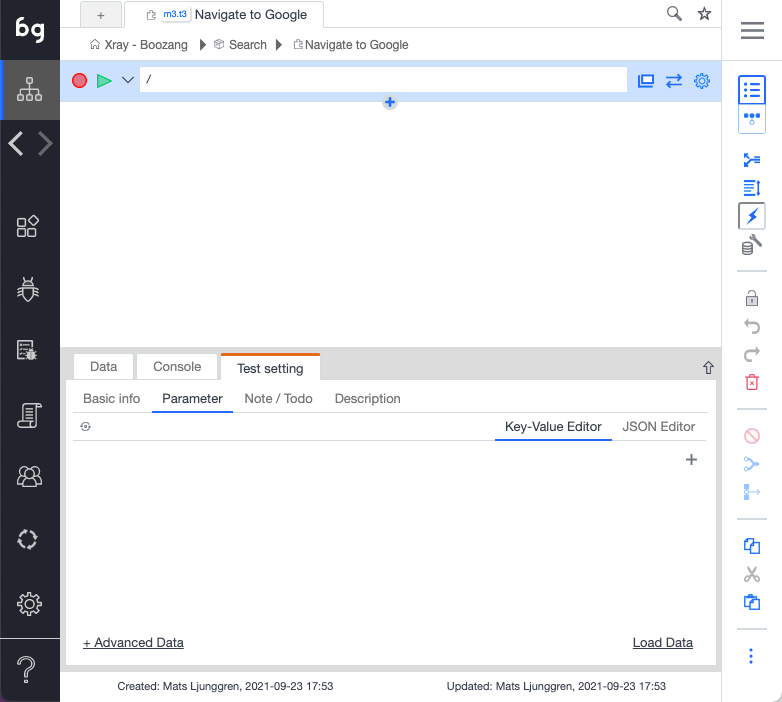 bg
+
m3.t3 Navigate to Google
Xray - Boozang Search Navigate to Google
/
Data Console Test setting
Basic info Parameter Note / Todo Description
Key-Value Editor JSON Editor
+ Advanced Data Load Data
Created: Mats Ljunggren, 2021-09-23 17:53 Updated: Mats Ljunggren, 2021-09-23 17:53